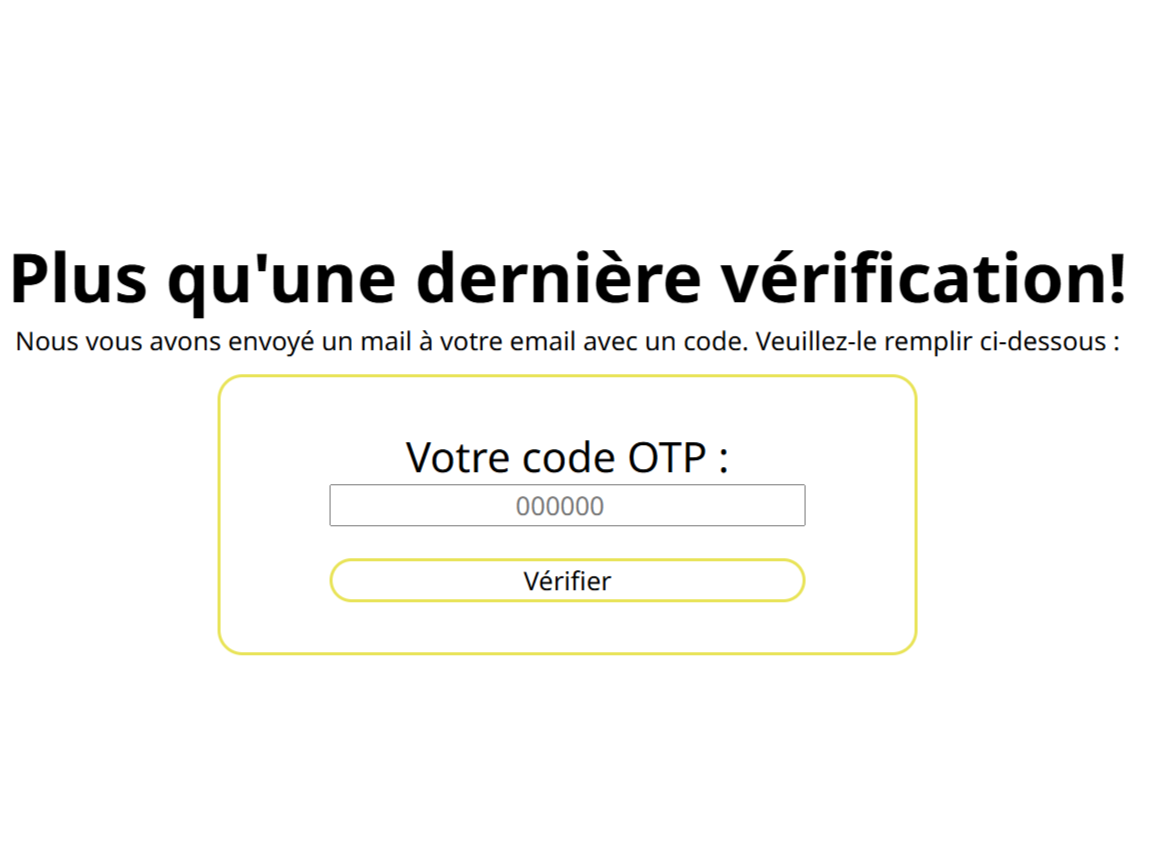 Plus qu'une dernière vérification!
Nous vous avons envoyé un mail à votre email avec un code. Veuillez-le remplir ci-dessous :
Votre code OTP :
000000
Vérifier